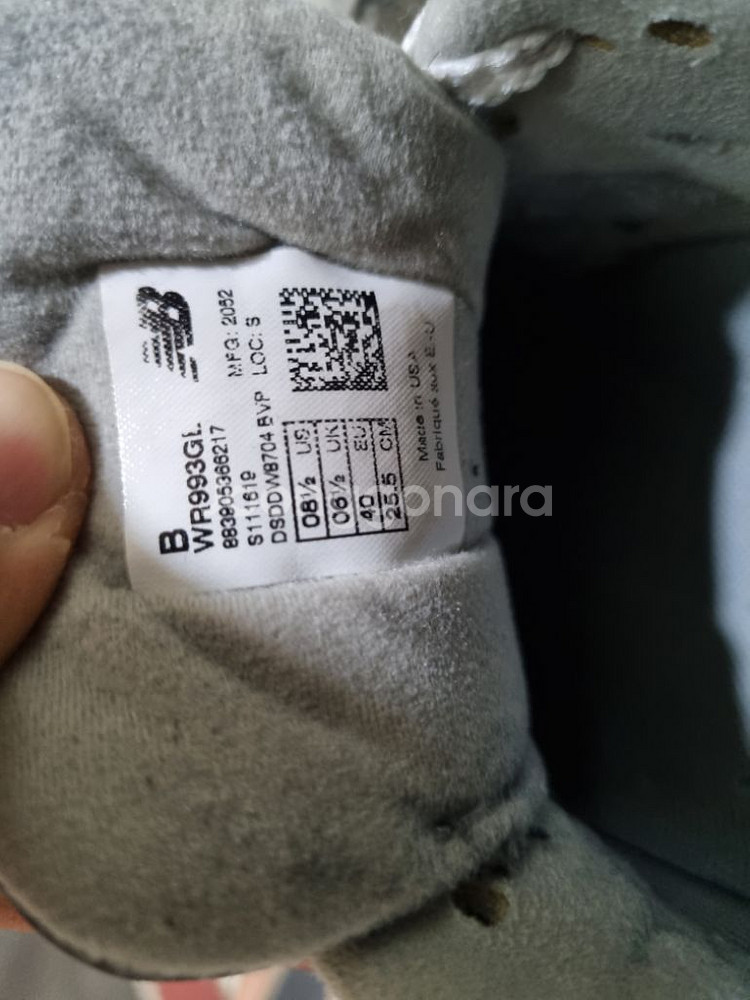 B
WR993GL
883905366217
S111619
MFG: 2052
DSDDW8704 BVP
LOC: S
08½ US
06½ UK
40 EU
25.5 CM
Made in USA
Fabriqué aux É.-U